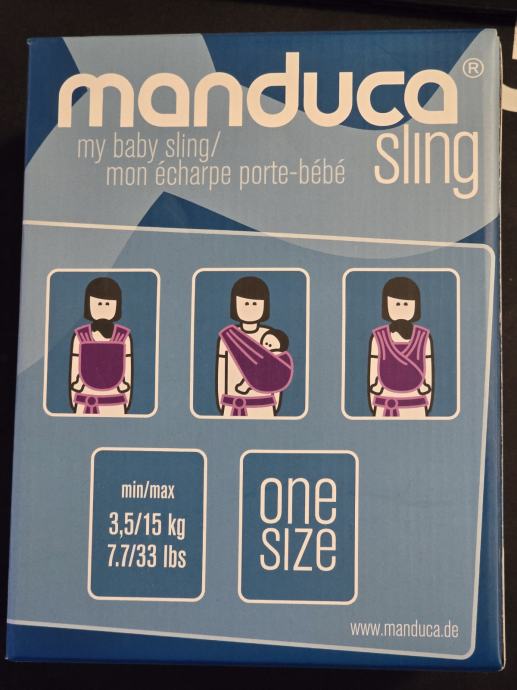 manduca®
sling
my baby sling/
mon écharpe porte-bébé
min/max
3,5/15 kg
7.7/33 lbs
one
size
www.manduca.de